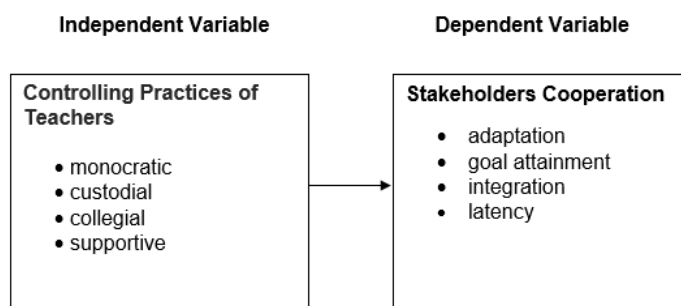 Independent Variable
Dependent Variable
Controlling Practices of
Teachers
• monocratic
• custodial
• collegial
• supportive
Stakeholders Cooperation
• adaptation
• goal attainment
• integration
• latency